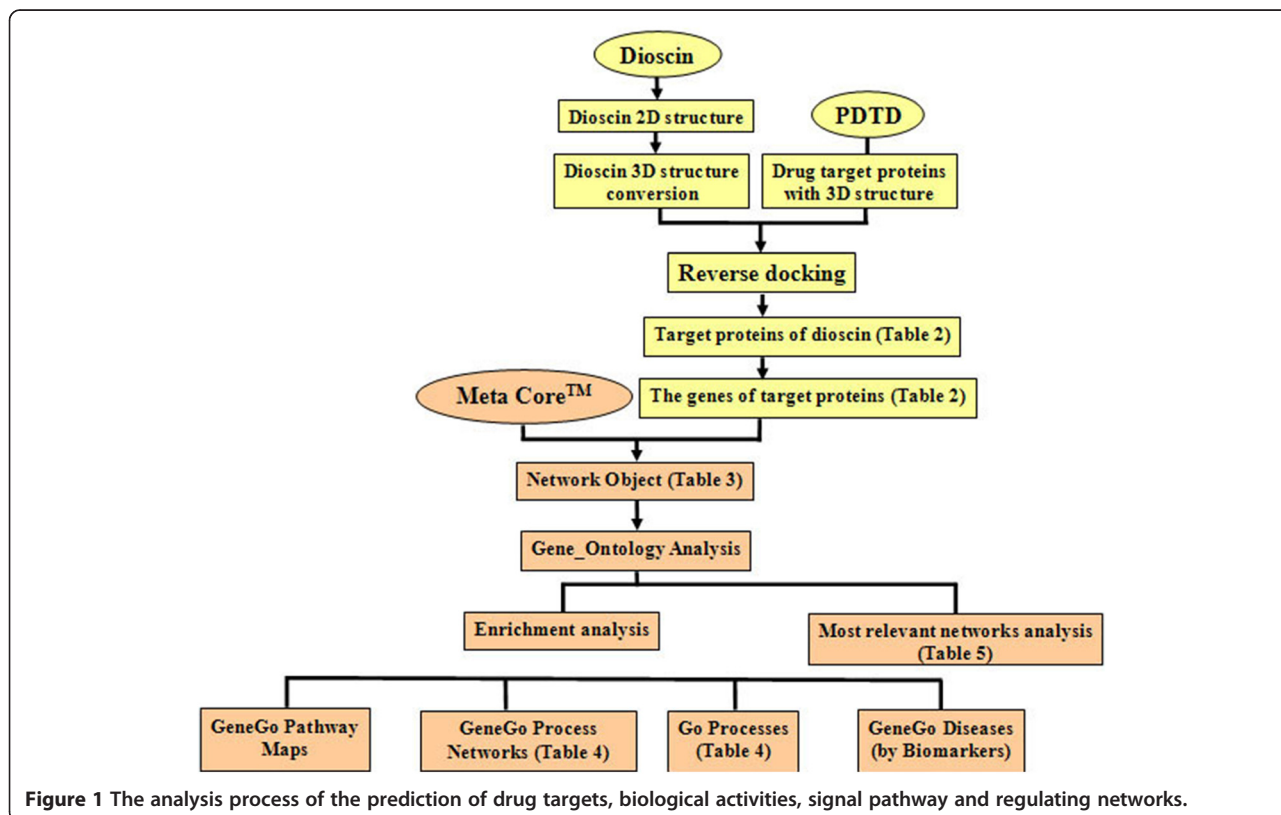 Dioscin
Dioscin 2D structure
PDTD
Dioscin 3D structure
conversion
Drug target proteins
with 3D structure
Reverse docking
Target proteins of dioscin (Table 2)
Meta Core™
The genes of target proteins (Table 2)
Network Object (Table 3)
Gene_Ontology Analysis
Enrichment analysis
Most relevant networks analysis
(Table 5)
GeneGo Pathway
Maps
GeneGo Process
Networks (Table 4)
Go Processes
(Table 4)
GeneGo Diseases
(by Biomarkers)
Figure 1 The analysis process of the prediction of drug targets, biological activities, signal pathway and regulating networks.